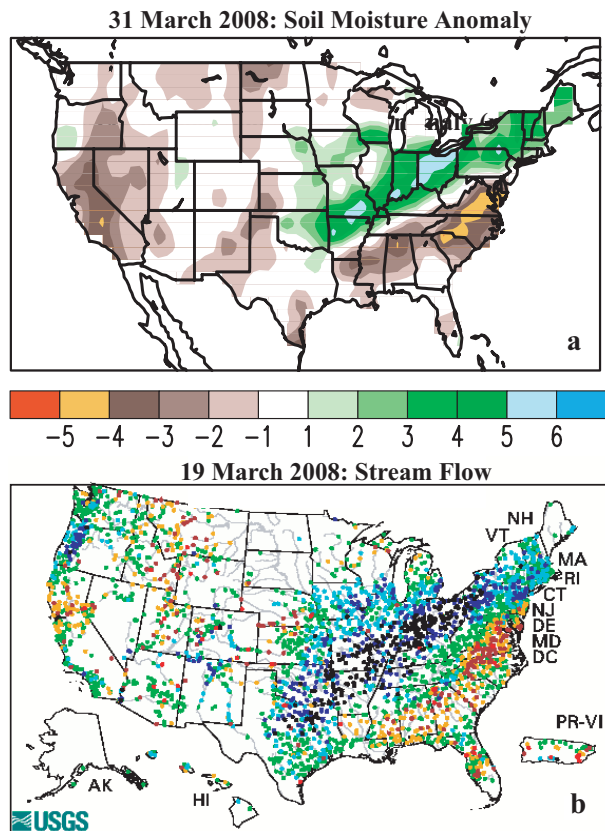 31 March 2008: Soil Moisture Anomaly
a
-5 -4 -3 -2 -1 1 2 3 4 5 6
19 March 2008: Stream Flow
NH
VT
MA
RI
CT
NJ
DE
MD
DC
PR-VI
AK
HI
b
USGS